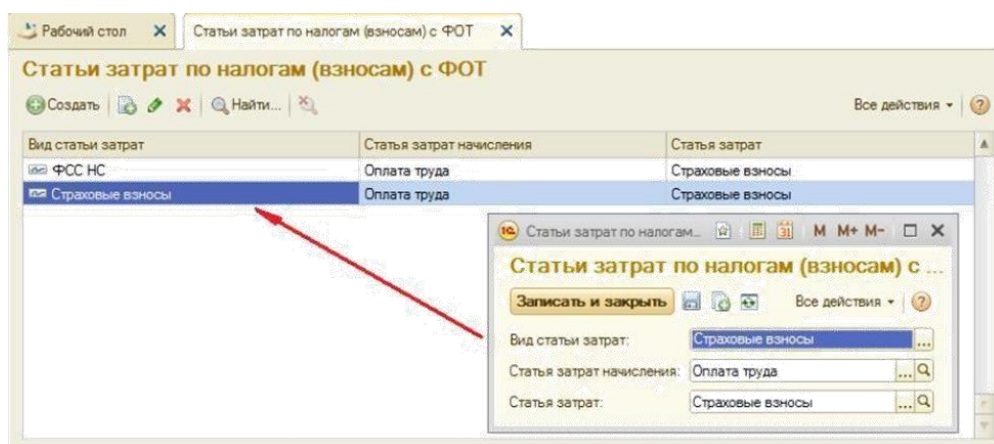 Рабочий стол X Статьи затрат по налогам (взносам) с ФОТ X
Статьи затрат по налогам (взносам) с ФОТ
Создать Найти... Все действия
Вид статьи затрат Статья затрат начисления Статья затрат
ФСС НС Оплата труда Страховые взносы
Страховые взносы Оплата труда Страховые взносы
Статьи затрат по налогам... 31 M M+ M-
Статьи затрат по налогам (взносам) с ...
Записать и закрыть Все действия
Вид статьи затрат: Страховые взносы ...
Статья затрат начисления: Оплата труда ...
Статья затрат: Страховые взносы ...